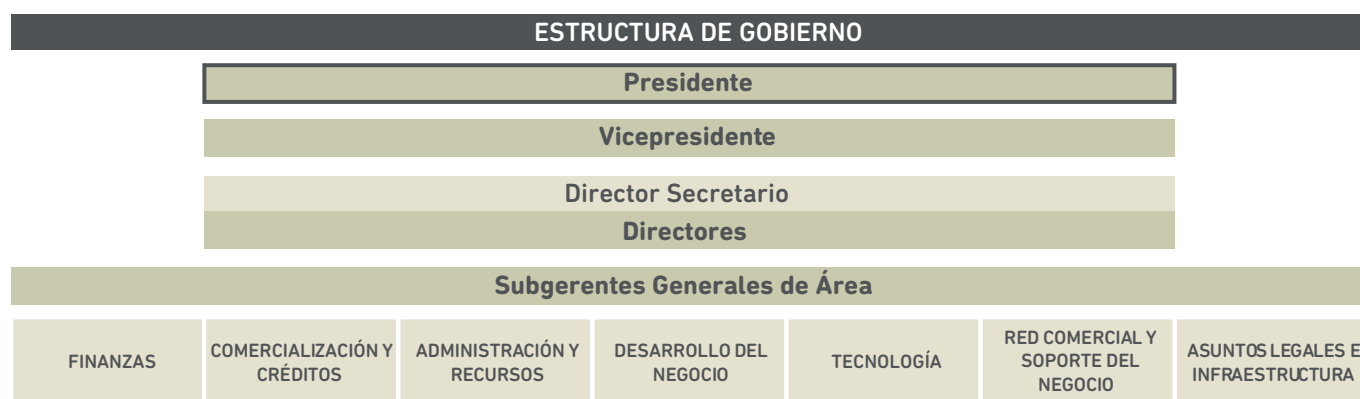 ESTRUCTURA DE GOBIERNO
Presidente
Vicepresidente
Director Secretario
Directores
Subgerentes Generales de Área
FINANZAS
COMERCIALIZACIÓN Y
CRÉDITOS
ADMINISTRACIÓN Y
RECURSOS
DESARROLLO DEL
NEGOCIO
TECNOLOGÍA
RED COMERCIAL Y
SOPORTE DEL
NEGOCIO
ASUNTOS LEGALES E
INFRAESTRUCTURA